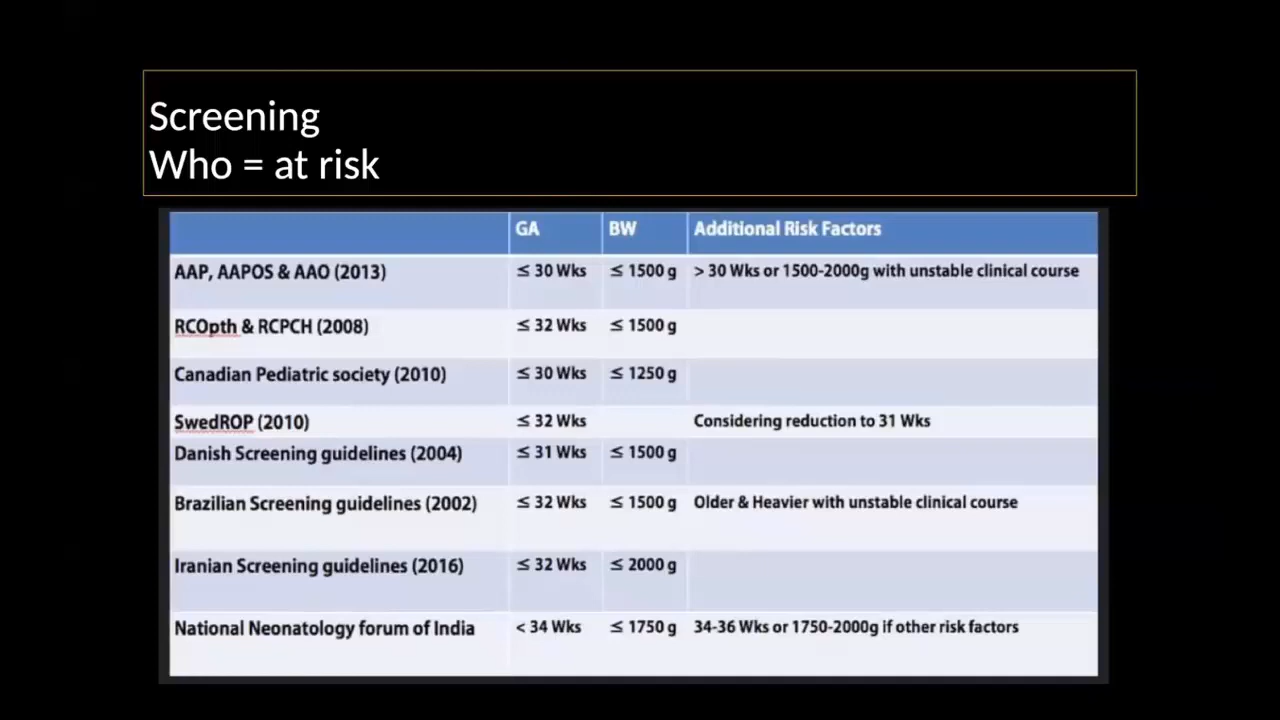 Screening
Who = at risk
GA BW Additional Risk Factors
AAP, AAPOS & AAO (2013) ≤ 30 Wks ≤ 1500 g > 30 Wks or 1500-2000g with unstable clinical course
RCOpth & RCPCH (2008) ≤ 32 Wks ≤ 1500 g
Canadian Pediatric society (2010) ≤ 30 Wks ≤ 1250 g
SwedROP (2010) ≤ 32 Wks Considering reduction to 31 Wks
Danish Screening guidelines (2004) ≤ 31 Wks ≤ 1500 g
Brazilian Screening guidelines (2002) ≤ 32 Wks ≤ 1500 g Older & Heavier with unstable clinical course
Iranian Screening guidelines (2016) ≤ 32 Wks ≤ 2000 g
National Neonatology forum of India < 34 Wks ≤ 1750 g 34-36 Wks or 1750-2000g if other risk factors